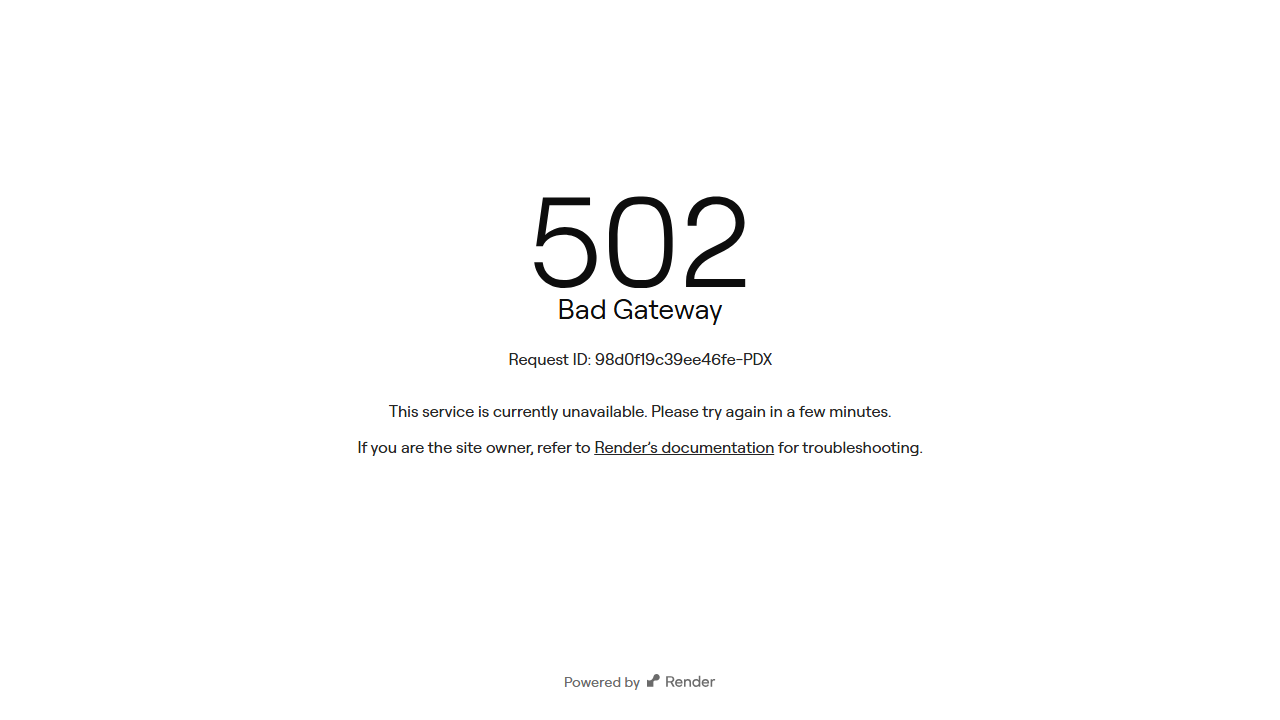 502
Bad Gateway
Request ID: 98d0f19c39ee46fe-PDX
This service is currently unavailable. Please try again in a few minutes.
If you are the site owner, refer to Render’s documentation for troubleshooting.
Powered by Render